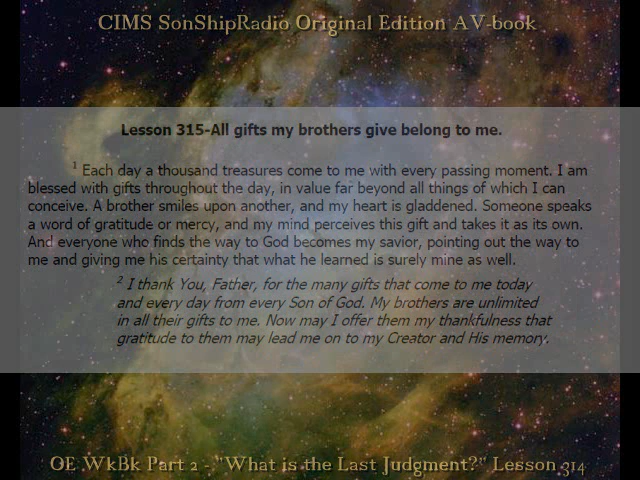 CIMS SonShipRadio Original Edition AV-book
Lesson 315-All gifts my brothers give belong to me.
1 Each day a thousand treasures come to me with every passing moment. I am
blessed with gifts throughout the day, in value far beyond all things of which I can
conceive. A brother smiles upon another, and my heart is gladdened. Someone speaks
a word of gratitude or mercy, and my mind perceives this gift and takes it as its own.
And everyone who finds the way to God becomes my savior, pointing out the way to
me and giving me his certainty that what he learned is surely mine as well.
2 I thank You, Father, for the many gifts that come to me today
and every day from every Son of God. My brothers are unlimited
in all their gifts to me. Now may I offer them my thankfulness that
gratitude to them may lead me on to my Creator and His memory.
OE WkBk Part 2 - "What is the Last Judgment?" Lesson 314